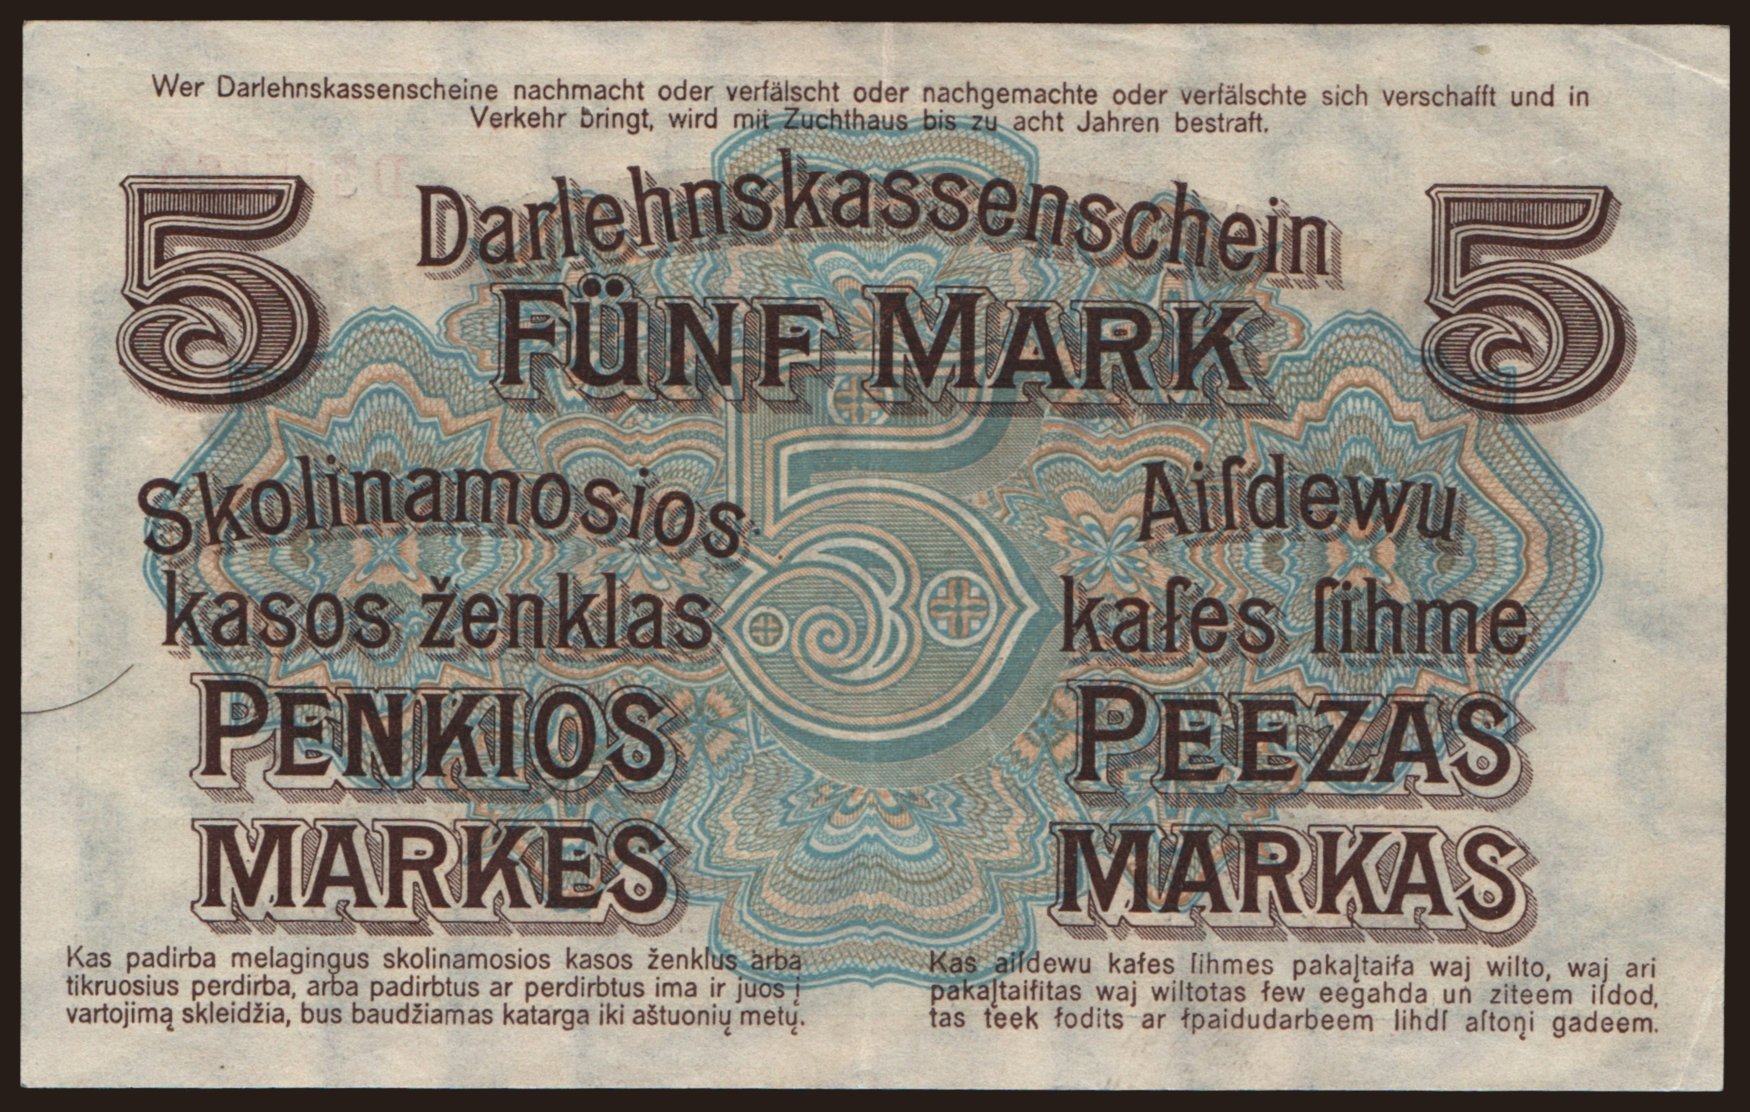 Wer Darlehnskassenscheine nachmacht oder verfälscht oder nachgemachte oder verfälschte sich verschafft und in
Verkehr bringt, wird mit Zuchthaus bis zu acht Jahren bestraft.
5 Darlehnskassenschein 5
FÜNF MARK
5
Skolinamosios
kasos ženklas
PENKIOS
MARKES
Aiſdewu
kaſes ſihme
PEEZAS
MARKAS
Kas padirba melagingus skolinamosios kasos ženklus arba
tikruosius perdirba, arba padirbtus ar perdirbtus ima ir juos į
vartojimą skleidžia, bus baudžiamas katarga iki aštuonių metų.
Kas aiſdewu kaſes ſihmes pakaļtaiſa waj wilto, waj ari
pakaļtaiſitas waj wiltotas ſew eegahda un ziteem iſdod,
tas teek ſodits ar ſpaidudarbeem lihdſ aſtoņi gadeem.